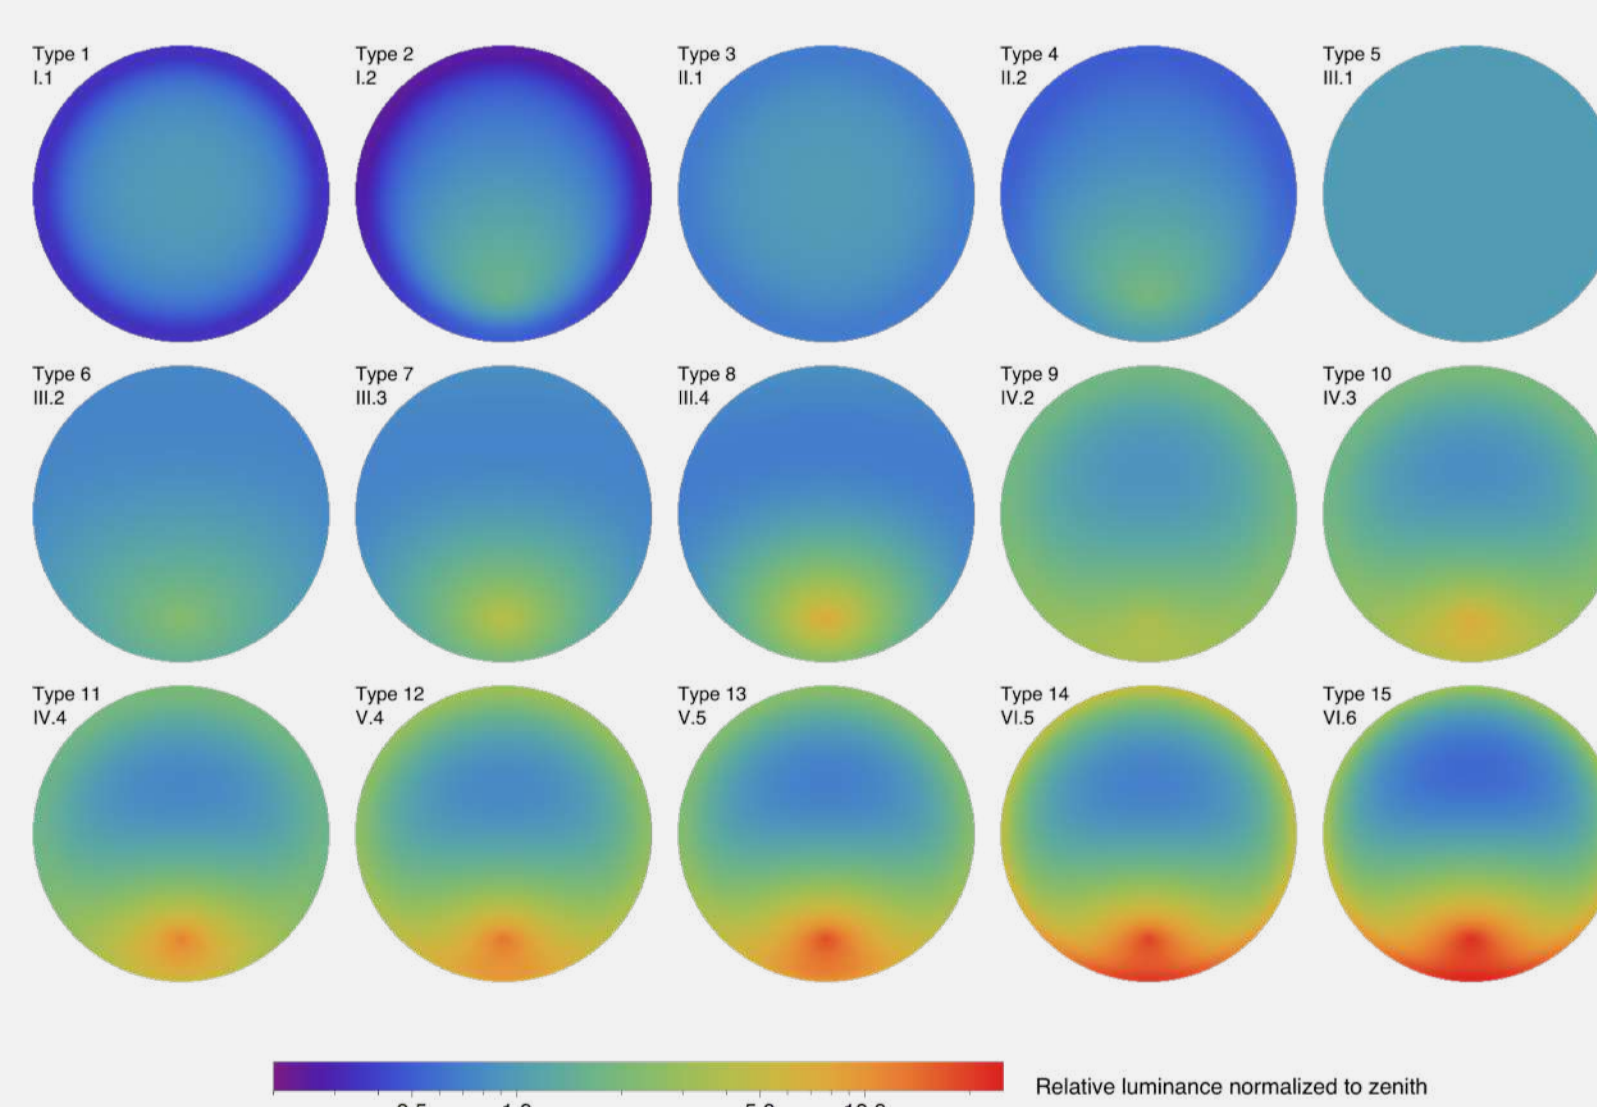 Type 1
I.1
Type 2
I.2
Type 3
II.1
Type 4
II.2
Type 5
III.1
Type 6
III.2
Type 7
III.3
Type 8
III.4
Type 9
IV.2
Type 10
IV.3
Type 11
IV.4
Type 12
V.4
Type 13
V.5
Type 14
VI.5
Type 15
VI.6
Relative luminance normalized to zenith